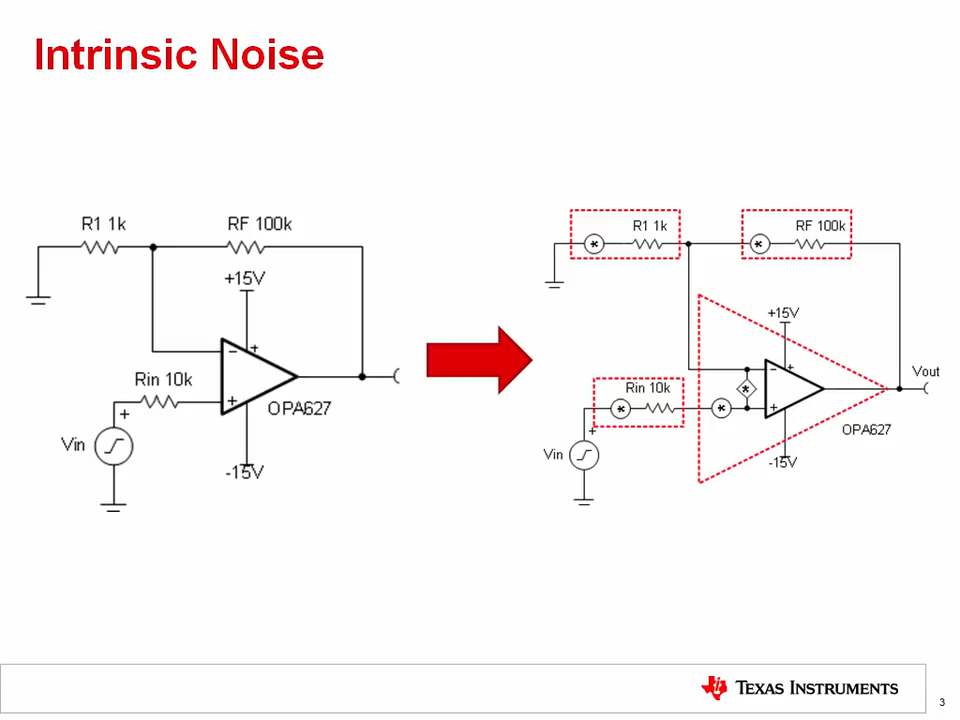 Intrinsic Noise
R1 1k
RF 100k
+15V
Rin 10k
-
+
+
+
OPA627
Vin
-15V
R1 1k
*
RF 100k
*
+15V
Rin 10k
*
*
*
-
+
+
+
Vout
OPA627
Vin
-15V
TEXAS INSTRUMENTS
3